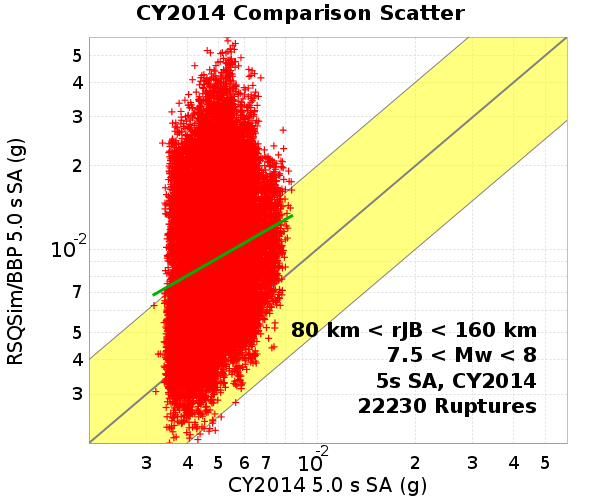 CY2014 Comparison Scatter
RSQSim/BBP 5.0 s SA (g)
5
4
3
2
10-2
7
5
4
3
80 km < rJB < 160 km
7.5 < Mw < 8
5s SA, CY2014
22230 Ruptures
3 4 5 6 7 10-2 2 3 4 5
CY2014 5.0 s SA (g)